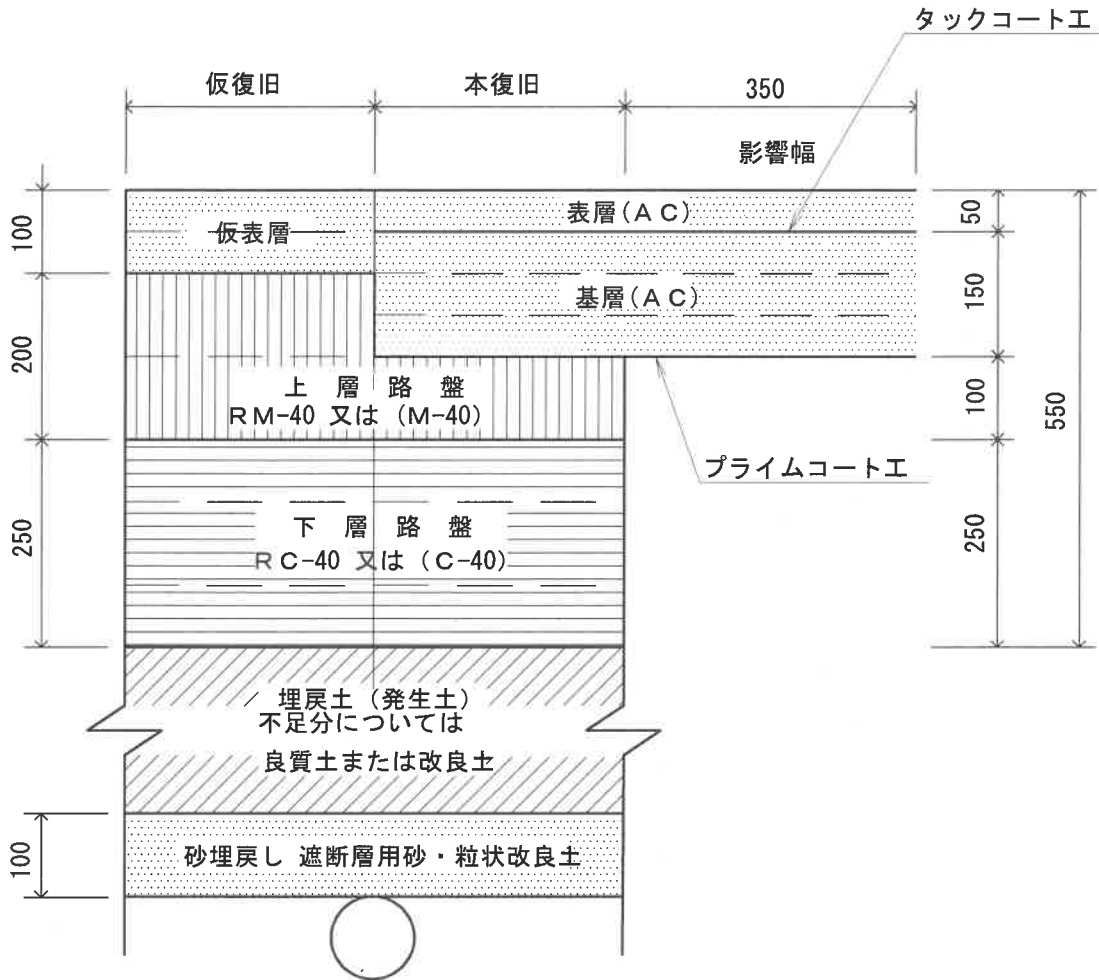 タックコート工
仮復旧
本復旧
350
影響幅
100
仮表層
表層(AC)
50
基層(AC)
150
200
上層路盤
RM-40 又は (M-40)
100
550
プライムコート工
250
下層路盤
RC-40 又は (C-40)
250
埋戻土 (発生土)
不足分については
良質土または改良土
100
砂埋戻し 遮断層用砂・粒状改良土